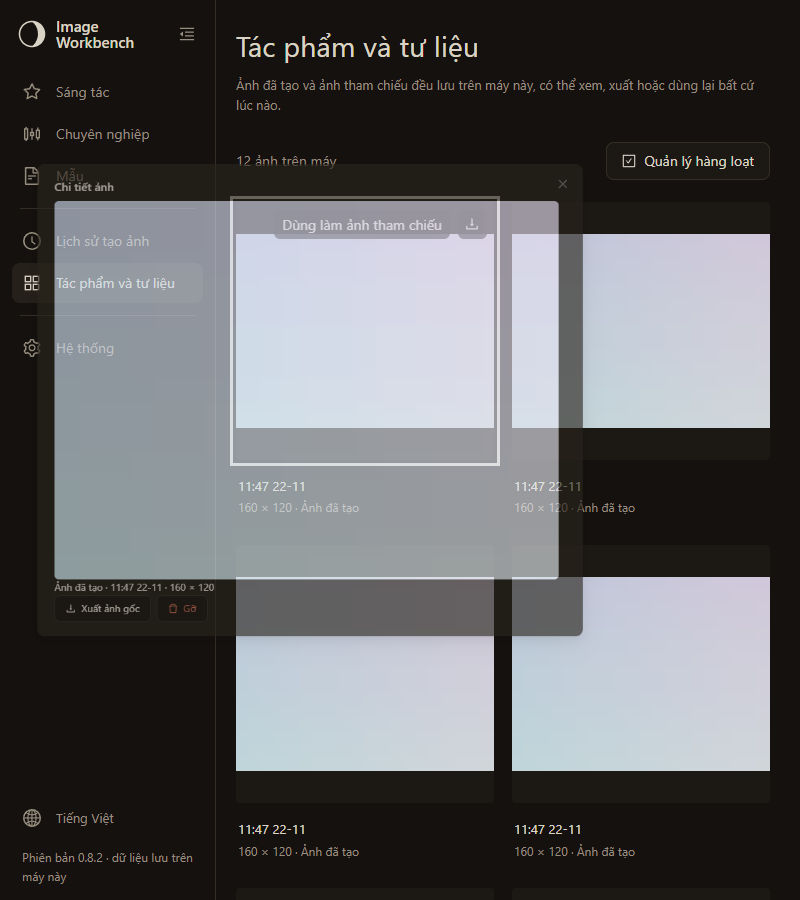 Image
Workbench
Sáng tác
Chuyên nghiệp
Mẫu
Lịch sử tạo ảnh
Tác phẩm và tư liệu
Hệ thống
Tiếng Việt
Phiên bản 0.8.2 · dữ liệu lưu trên
máy này
Tác phẩm và tư liệu
Ảnh đã tạo và ảnh tham chiếu đều lưu trên máy này, có thể xem, xuất hoặc dùng lại bất cứ
lúc nào.
12 ảnh trên máy
Quản lý hàng loạt
Chi tiết ảnh
Dùng làm ảnh tham chiếu
11:47 22-11
160 × 120 · Ảnh đã tạo
11:47 22-11
160 × 120 · Ảnh đã tạo
Ảnh đã tạo · 11:47 22-11 · 160 × 120
Xuất ảnh gốc
Gỡ
11:47 22-11
160 × 120 · Ảnh đã tạo
11:47 22-11
160 × 120 · Ảnh đã tạo